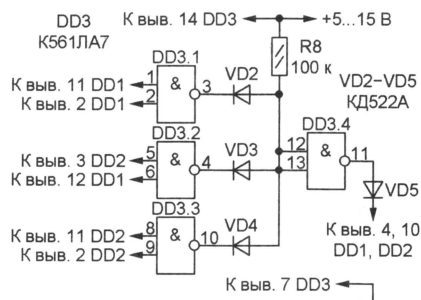 DD3 К выв. 14 DD3 +5...15 В
К561ЛА7
R8
100 к
DD3.1
К выв. 11 DD1 1 & 3 VD2
К выв. 2 DD1 2
VD2–VD5
КД522А
DD3.2
DD3.4
К выв. 3 DD2 5 & 4 VD3 12 & 11
К выв. 12 DD1 6 13
VD5
DD3.3
К выв. 11 DD2 8 & 10 VD4
К выв. 2 DD2 9
К выв. 4, 10
DD1, DD2
К выв. 7 DD3